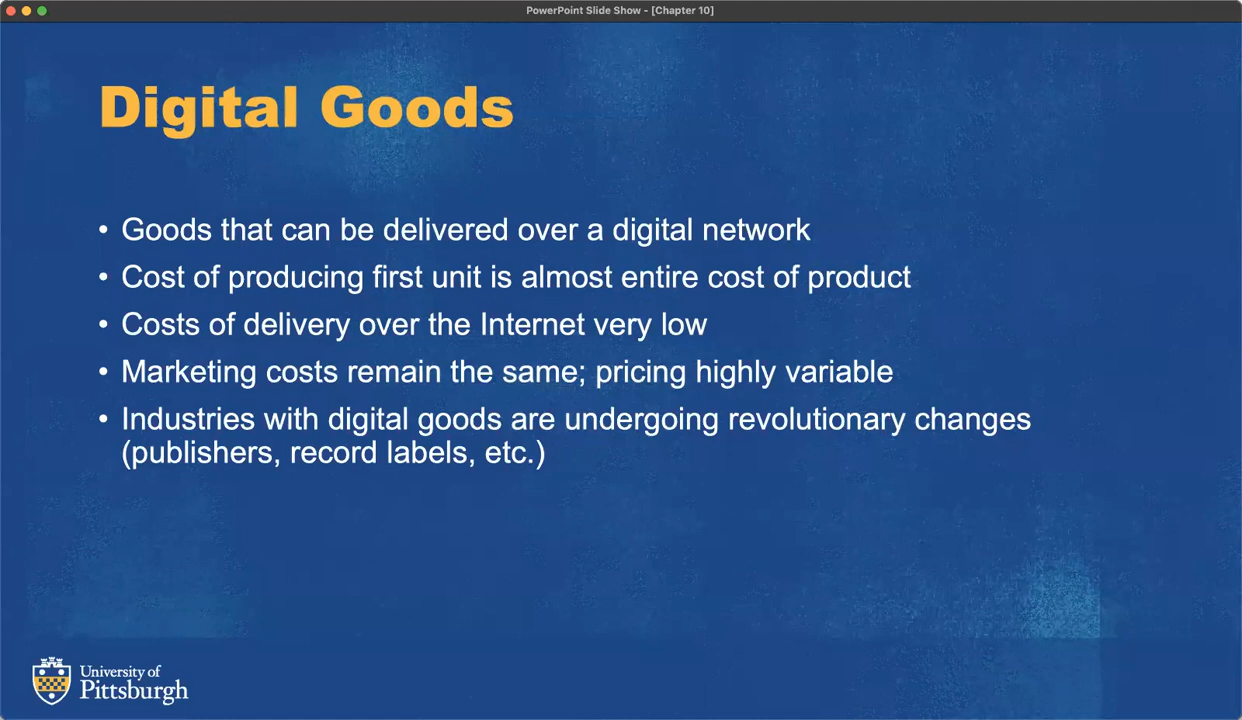 PowerPoint Slide Show - [Chapter 10]
Digital Goods
• Goods that can be delivered over a digital network
• Cost of producing first unit is almost entire cost of product
• Costs of delivery over the Internet very low
• Marketing costs remain the same; pricing highly variable
• Industries with digital goods are undergoing revolutionary changes
(publishers, record labels, etc.)
University of
Pittsburgh